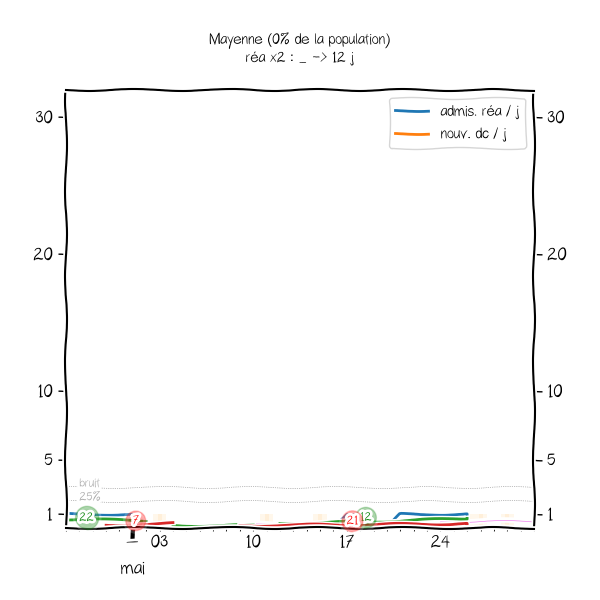 Mayenne (0% de la population)
réa x2 : _ -> 12 j
admis. réa / j
nouv. dc / j
30 30
20 20
10 10
5 5
bruit
25%
1 22 7 21 12 1
03 10 17 24
mai